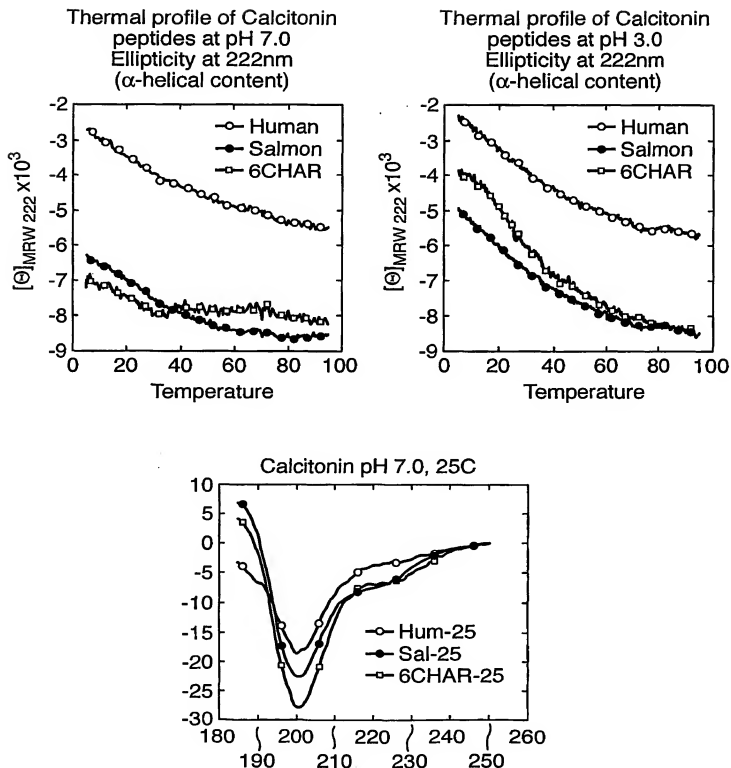 Thermal profile of Calcitonin
peptides at pH 7.0
Ellipticity at 222nm
(α-helical content)
-2
-3
-4
-5
-6
-7
-8
-9
[Θ]MRW 222 x10³
Human
Salmon
6CHAR
0 20 40 60 80 100
Temperature
Thermal profile of Calcitonin
peptides at pH 3.0
Ellipticity at 222nm
(α-helical content)
-2
-3
-4
-5
-6
-7
-8
-9
[Θ]MRW 222 x10³
Human
Salmon
6CHAR
0 20 40 60 80 100
Temperature
Calcitonin pH 7.0, 25C
10
5
0
-5
-10
-15
-20
-25
-30
Hum-25
Sal-25
6CHAR-25
180 200 220 240 260
190 210 230 250